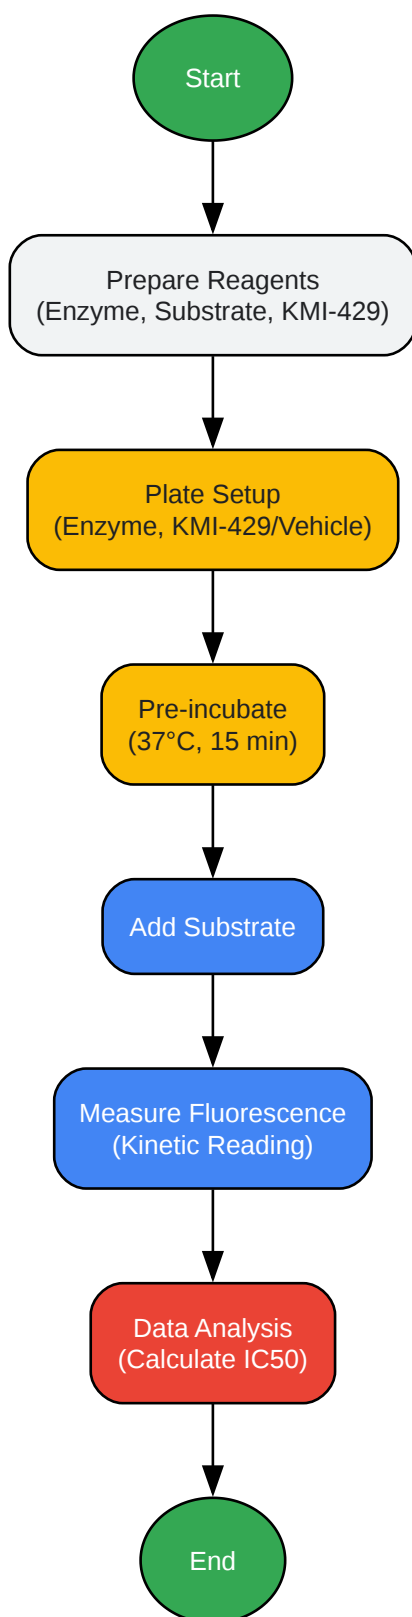 Start
Prepare Reagents
(Enzyme, Substrate, KMI-429)
Plate Setup
(Enzyme, KMI-429/Vehicle)
Pre-incubate
(37°C, 15 min)
Add Substrate
Measure Fluorescence
(Kinetic Reading)
Data Analysis
(Calculate IC50)
End